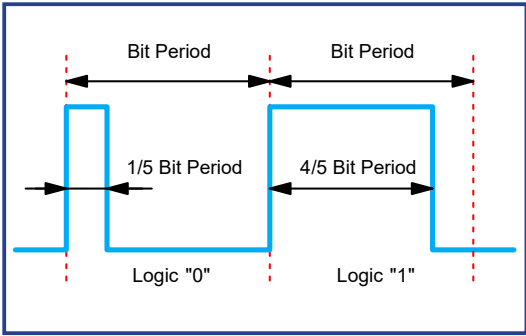 Bit Period
Bit Period
1/5 Bit Period
4/5 Bit Period
Logic "0"
Logic "1"